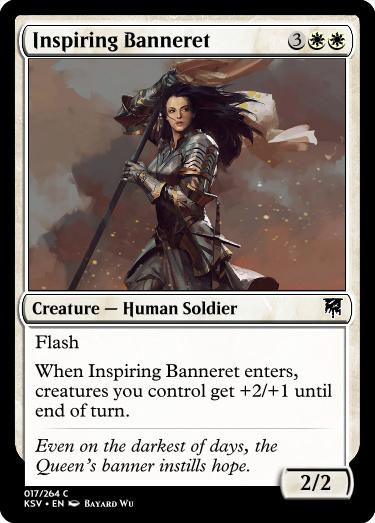 Inspiring Banneret 3
Creature — Human Soldier
Flash
When Inspiring Banneret enters,
creatures you control get +2/+1 until
end of turn.
Even on the darkest of days, the
Queen's banner instills hope.
2/2
017/264 C
KSV • EN Bayard Wu